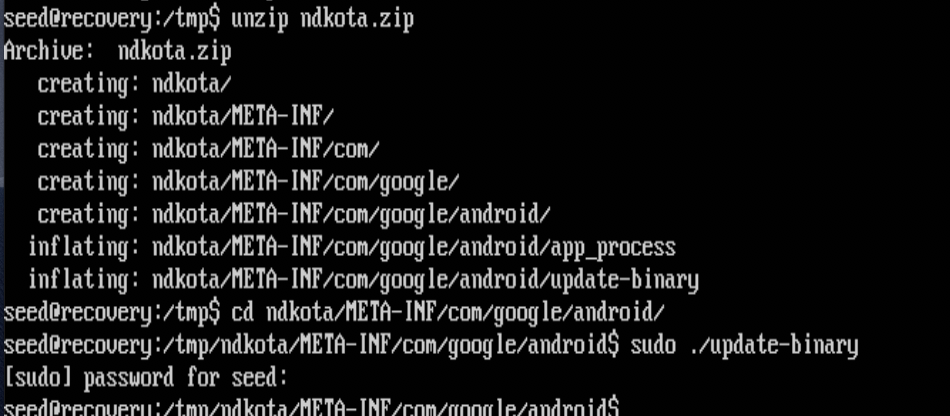 seed@recovery:/tmp$ unzip ndkota.zip
Archive:  ndkota.zip
   creating: ndkota/
   creating: ndkota/META-INF/
   creating: ndkota/META-INF/com/
   creating: ndkota/META-INF/com/google/
   creating: ndkota/META-INF/com/google/android/
  inflating: ndkota/META-INF/com/google/android/app_process
  inflating: ndkota/META-INF/com/google/android/update-binary
seed@recovery:/tmp$ cd ndkota/META-INF/com/google/android/
seed@recovery:/tmp/ndkota/META-INF/com/google/android$ sudo ./update-binary
[sudo] password for seed:
seed@recovery:/tmp/ndkota/META-INF/com/google/android$